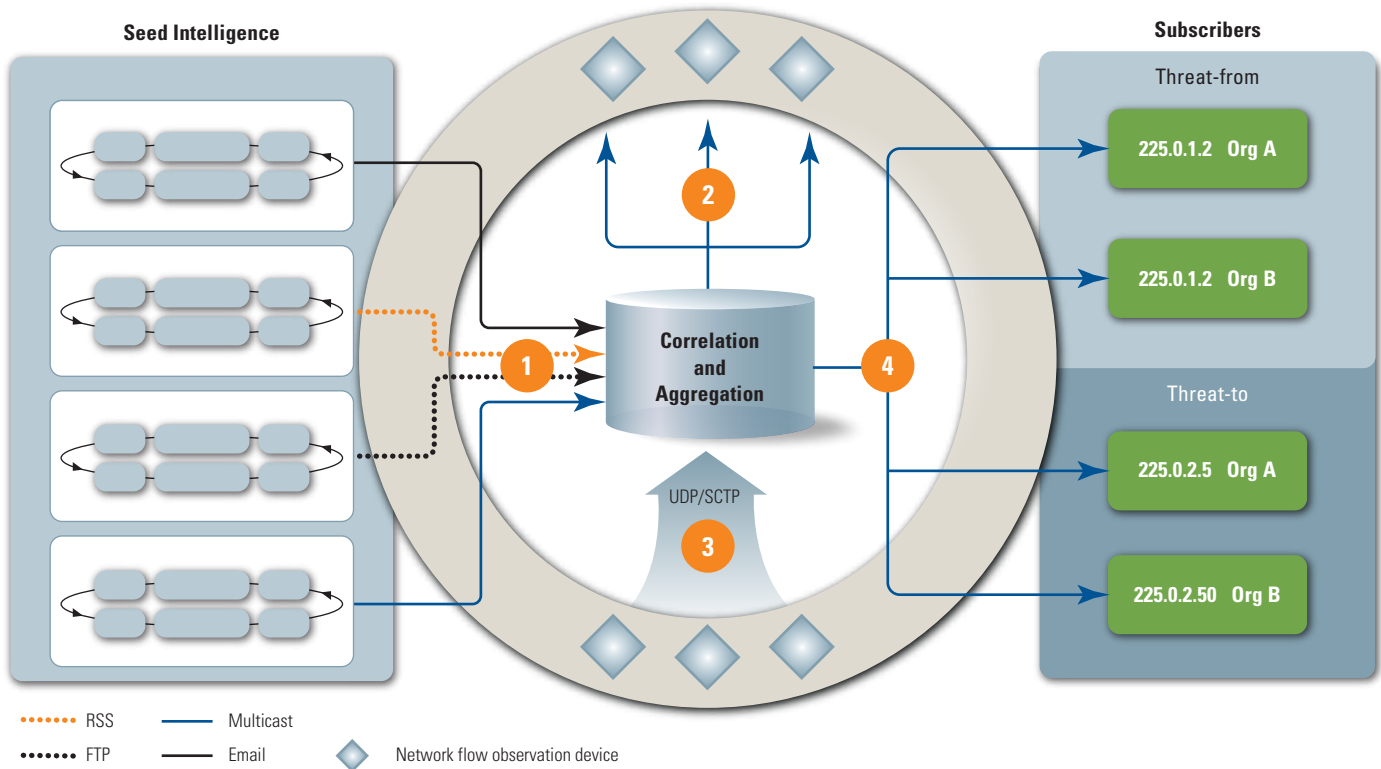 Seed Intelligence
Subscribers
Threat-from
225.0.1.2 Org A
2
225.0.1.2 Org B
Correlation
and
Aggregation
1
4
Threat-to
225.0.2.5 Org A
UDP/SCTP
3
225.0.2.50 Org B
RSS
Multicast
FTP
Email
Network flow observation device